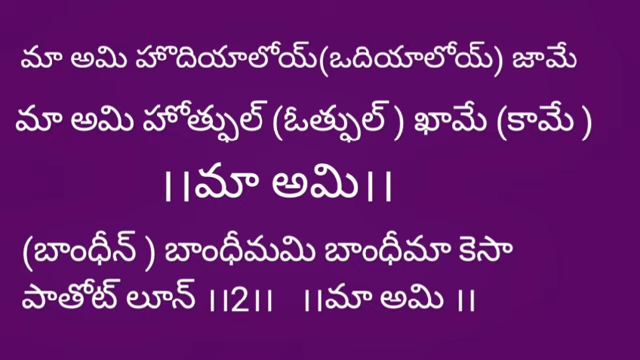 మా అమి హొదియాలోయ్(ఒదియాలోయ్) జామే
మా అమి హోత్ఫుల్ (ఓత్ఫుల్ ) ఖామే (కామే )
।।మా అమి।।
(బాంధీన్ ) బాంధీమమి బాంధీమా కెసా
పాతోట్ లూన్ ।।2।।   ।।మా అమి ।।